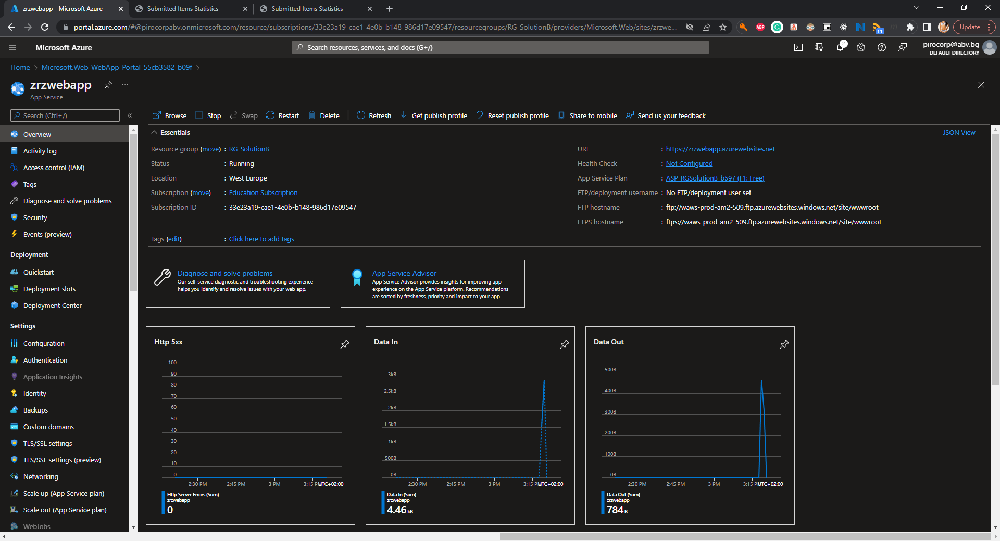 zrzwebapp - Microsoft Azure
Submitted Items Statistics
Submitted Items Statistics
portal.azure.com/#@pirocorpabv.onmicrosoft.com/resource/subscriptions/33e23a19-cae1-4e0b-b148-986d17e09547/resourcegroups/RG-SolutionB/providers/Microsoft.Web/sites/zrzwe...
ABP
11
Update
Microsoft Azure
Search resources, services, and docs (G+/)
2
pirocorp@abv.bg
DEFAULT DIRECTORY
Home > Microsoft.Web-WebApp-Portal-55cb3582-b09f >
zrzwebapp
App Service
Search (Ctrl+/)
Overview
Activity log
Access control (IAM)
Tags
Diagnose and solve problems
Security
Events (preview)
Deployment
Quickstart
Deployment slots
Deployment Center
Settings
Configuration
Authentication
Application Insights
Identity
Backups
Custom domains
TLS/SSL settings
TLS/SSL settings (preview)
Networking
Scale up (App Service plan)
Scale out (App Service plan)
WebJobs
Browse Stop Swap Restart Delete Refresh Get publish profile Reset publish profile Share to mobile Send us your feedback
Essentials
JSON View
Resource group (move) : RG-SolutionB
Status : Running
Location : West Europe
Subscription (move) : Education Subscription
Subscription ID : 33e23a19-cae1-4e0b-b148-986d17e09547
URL : https://zrzwebapp.azurewebsites.net
Health Check : Not Configured
App Service Plan : ASP-RGSolutionB-b597 (F1: Free)
FTP/deployment username : No FTP/deployment user set
FTP hostname : ftp://waws-prod-am2-509.ftp.azurewebsites.windows.net/site/wwwroot
FTPS hostname : ftps://waws-prod-am2-509.ftp.azurewebsites.windows.net/site/wwwroot
Tags (edit) : Click here to add tags
Diagnose and solve problems
Our self-service diagnostic and troubleshooting experience
helps you identify and resolve issues with your web app.
App Service Advisor
App Service Advisor provides insights for improving app
experience on the App Service platform. Recommendations
are sorted by freshness, priority and impact to your app.
Http 5xx
100
90
80
70
60
50
40
30
20
10
0
2:30 PM 2:45 PM 3 PM 3:15 PM UTC+02:00
Http Server Errors (Sum)
zrzwebapp
0
Data In
3kB
2.5kB
2kB
1.5kB
1kB
500B
0B
2:30 PM 2:45 PM 3 PM 3:15 PM UTC+02:00
Data In (Sum)
zrzwebapp
4.46 kB
Data Out
500B
400B
300B
200B
100B
0B
2:30 PM 2:45 PM 3 PM 3:15 PM UTC+02:00
Data Out (Sum)
zrzwebapp
784 B